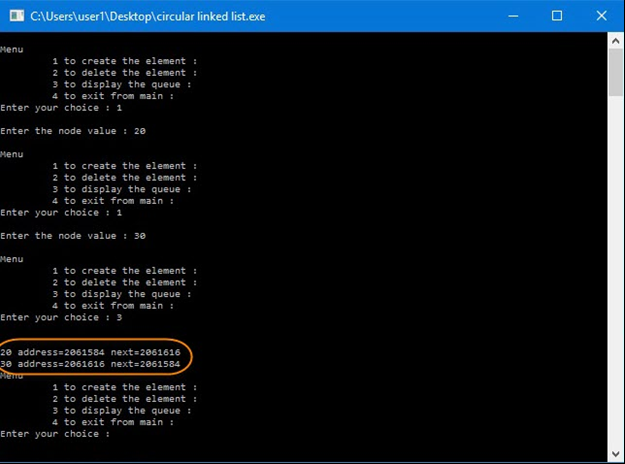 C:\Users\user1\Desktop\circular linked list.exe
Menu
1 to create the element :
2 to delete the element :
3 to display the queue :
4 to exit from main :
Enter your choice : 1
Enter the node value : 20
Menu
1 to create the element :
2 to delete the element :
3 to display the queue :
4 to exit from main :
Enter your choice : 1
Enter the node value : 30
Menu
1 to create the element :
2 to delete the element :
3 to display the queue :
4 to exit from main :
Enter your choice : 3
20 address=2061584 next=2061616
30 address=2061616 next=2061584
Menu
1 to create the element :
2 to delete the element :
3 to display the queue :
4 to exit from main :
Enter your choice :